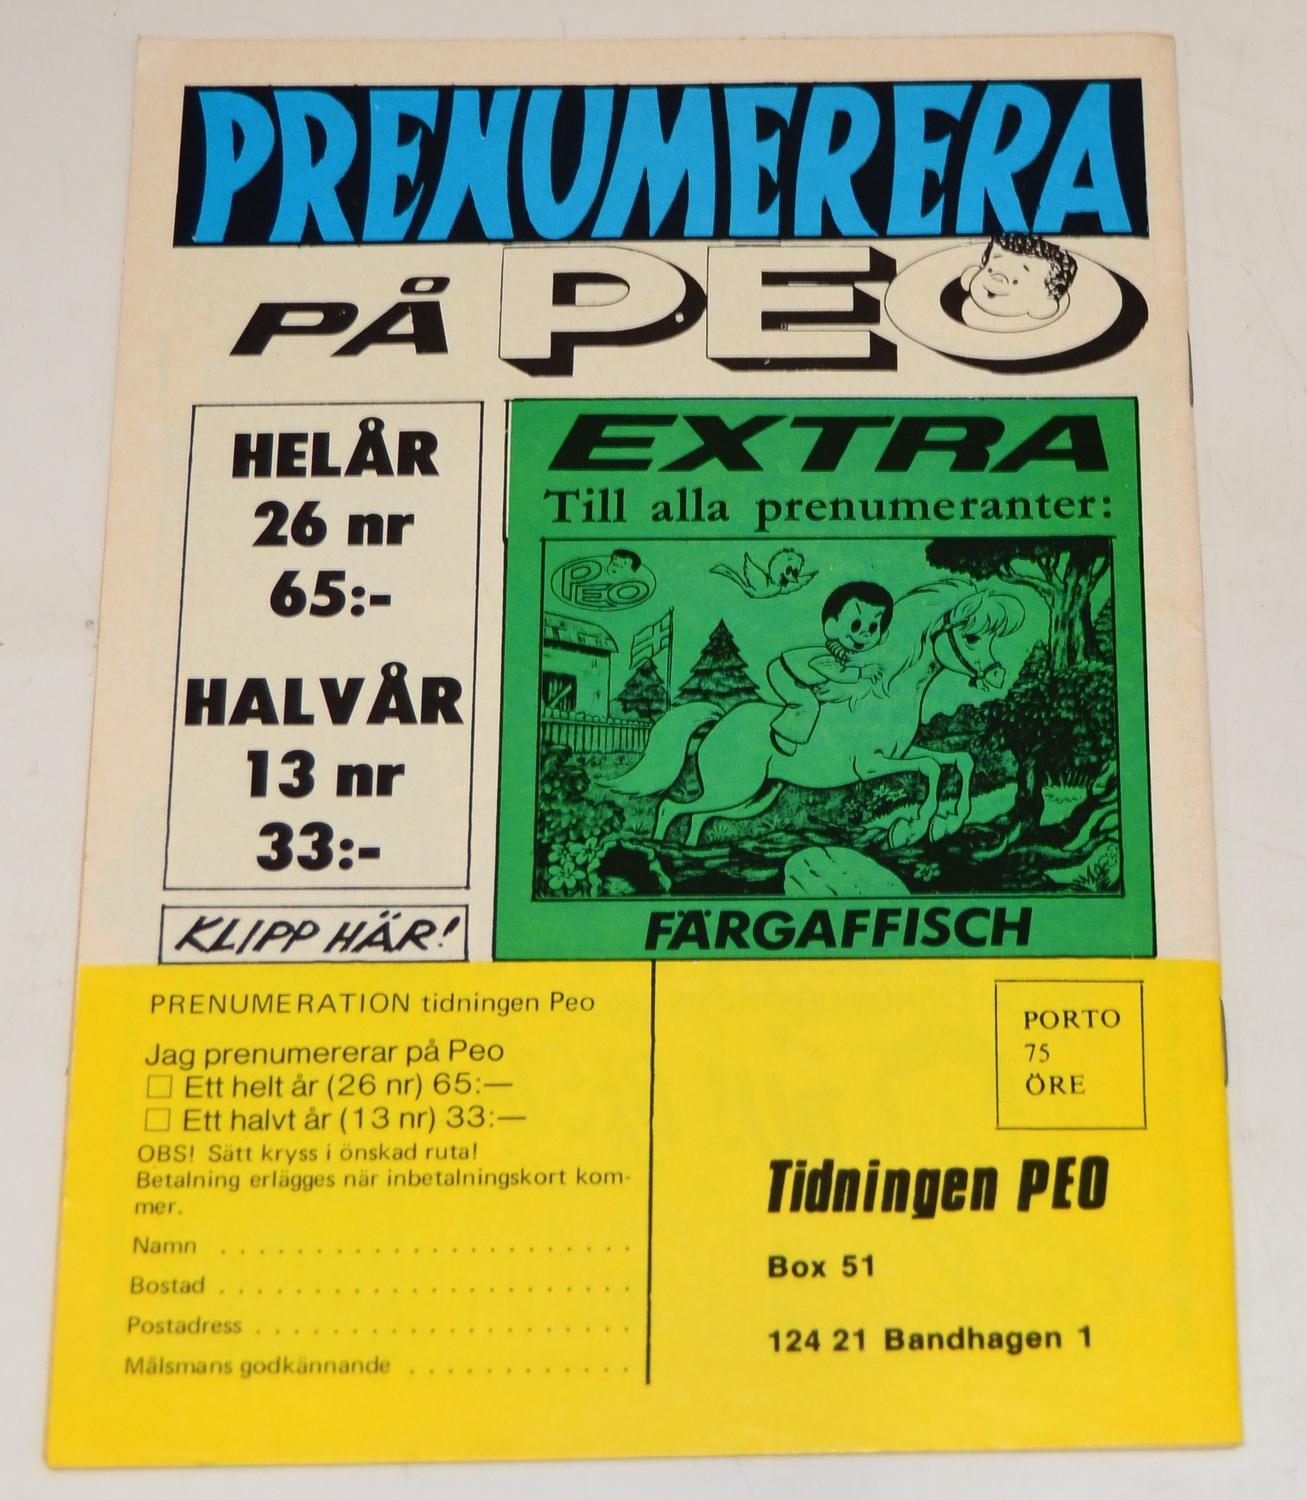 PRENUMERERA
PÅ PEO
HELÅR
26 nr
65:-
HALVÅR
13 nr
33:-
KLIPP HÄR!
EXTRA
Till alla prenumeranter:
PEO
FÄRGAFFISCH
PRENUMERATION tidningen Peo
Jag prenumererar på Peo
Ett helt år (26 nr) 65:—
Ett halvt år (13 nr) 33:—
OBS! Sätt kryss i önskad ruta!
Betalning erlägges när inbetalningskort kom-
mer.
Namn . . . . . . . . . . . . . . . . . . . . . .
Bostad . . . . . . . . . . . . . . . . . . . . . .
Postadress . . . . . . . . . . . . . . . . . . . .
Målsmans godkännande . . . . . . . . . . . .
PORTO
75
ÖRE
Tidningen PEO
Box 51
124 21 Bandhagen 1